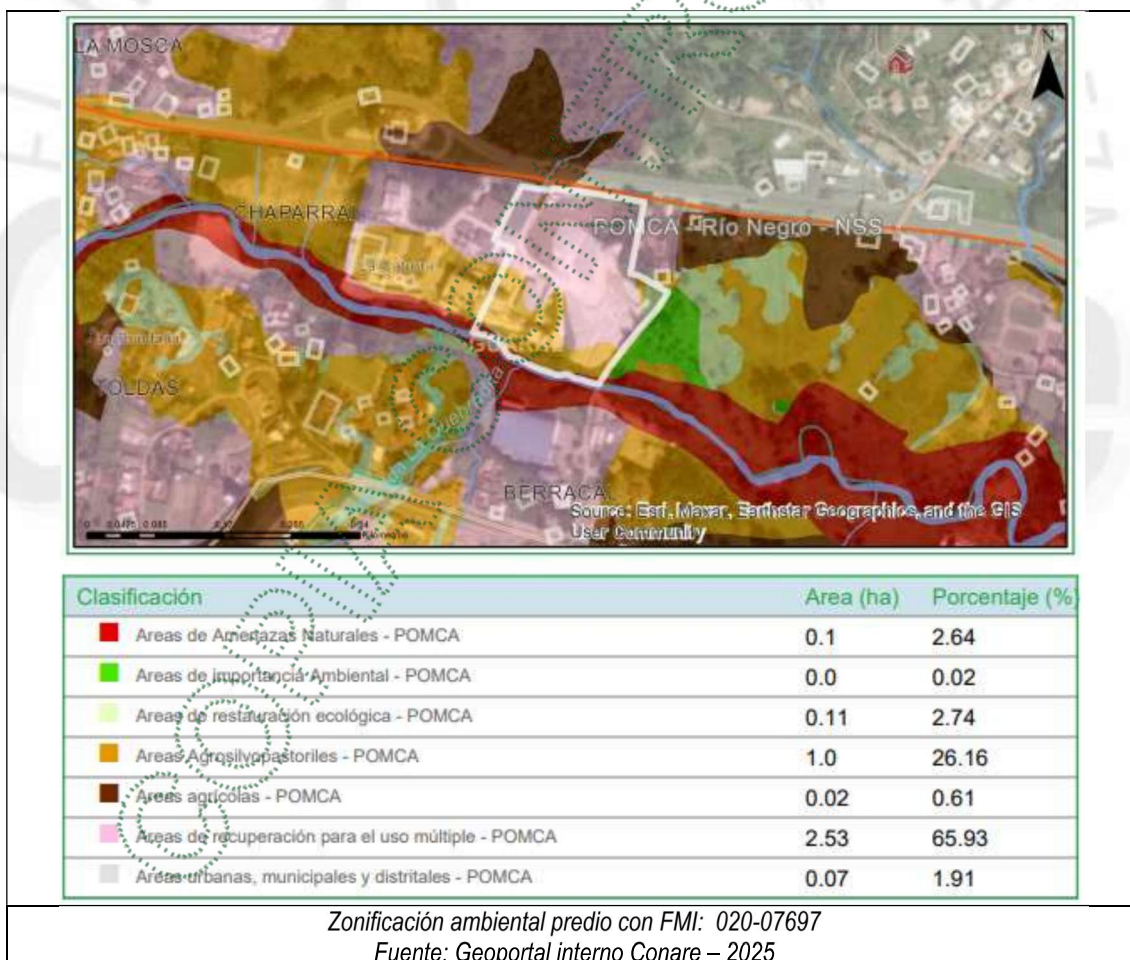 LA MOSCA
N
CHAPARRAL
POMCA - Río Negro - NSS
TOLDAS
BERRACAL
Source: Esri, Maxar, Earthstar Geographics, and the GIS
User Community
Clasificación Area (ha) Porcentaje (%)
Areas de Amenazas Naturales - POMCA 0.1 2.64
Areas de importancia Ambiental - POMCA 0.0 0.02
Areas de restauración ecológica - POMCA 0.11 2.74
Areas Agrosilvopastoriles - POMCA 1.0 26.16
Areas agrícolas - POMCA 0.02 0.61
Areas de recuperación para el uso múltiple - POMCA 2.53 65.93
Areas urbanas, municipales y distritales - POMCA 0.07 1.91
Zonificación ambiental predio con FMI: 020-07697
Fuente: Geoportal interno Conare – 2025